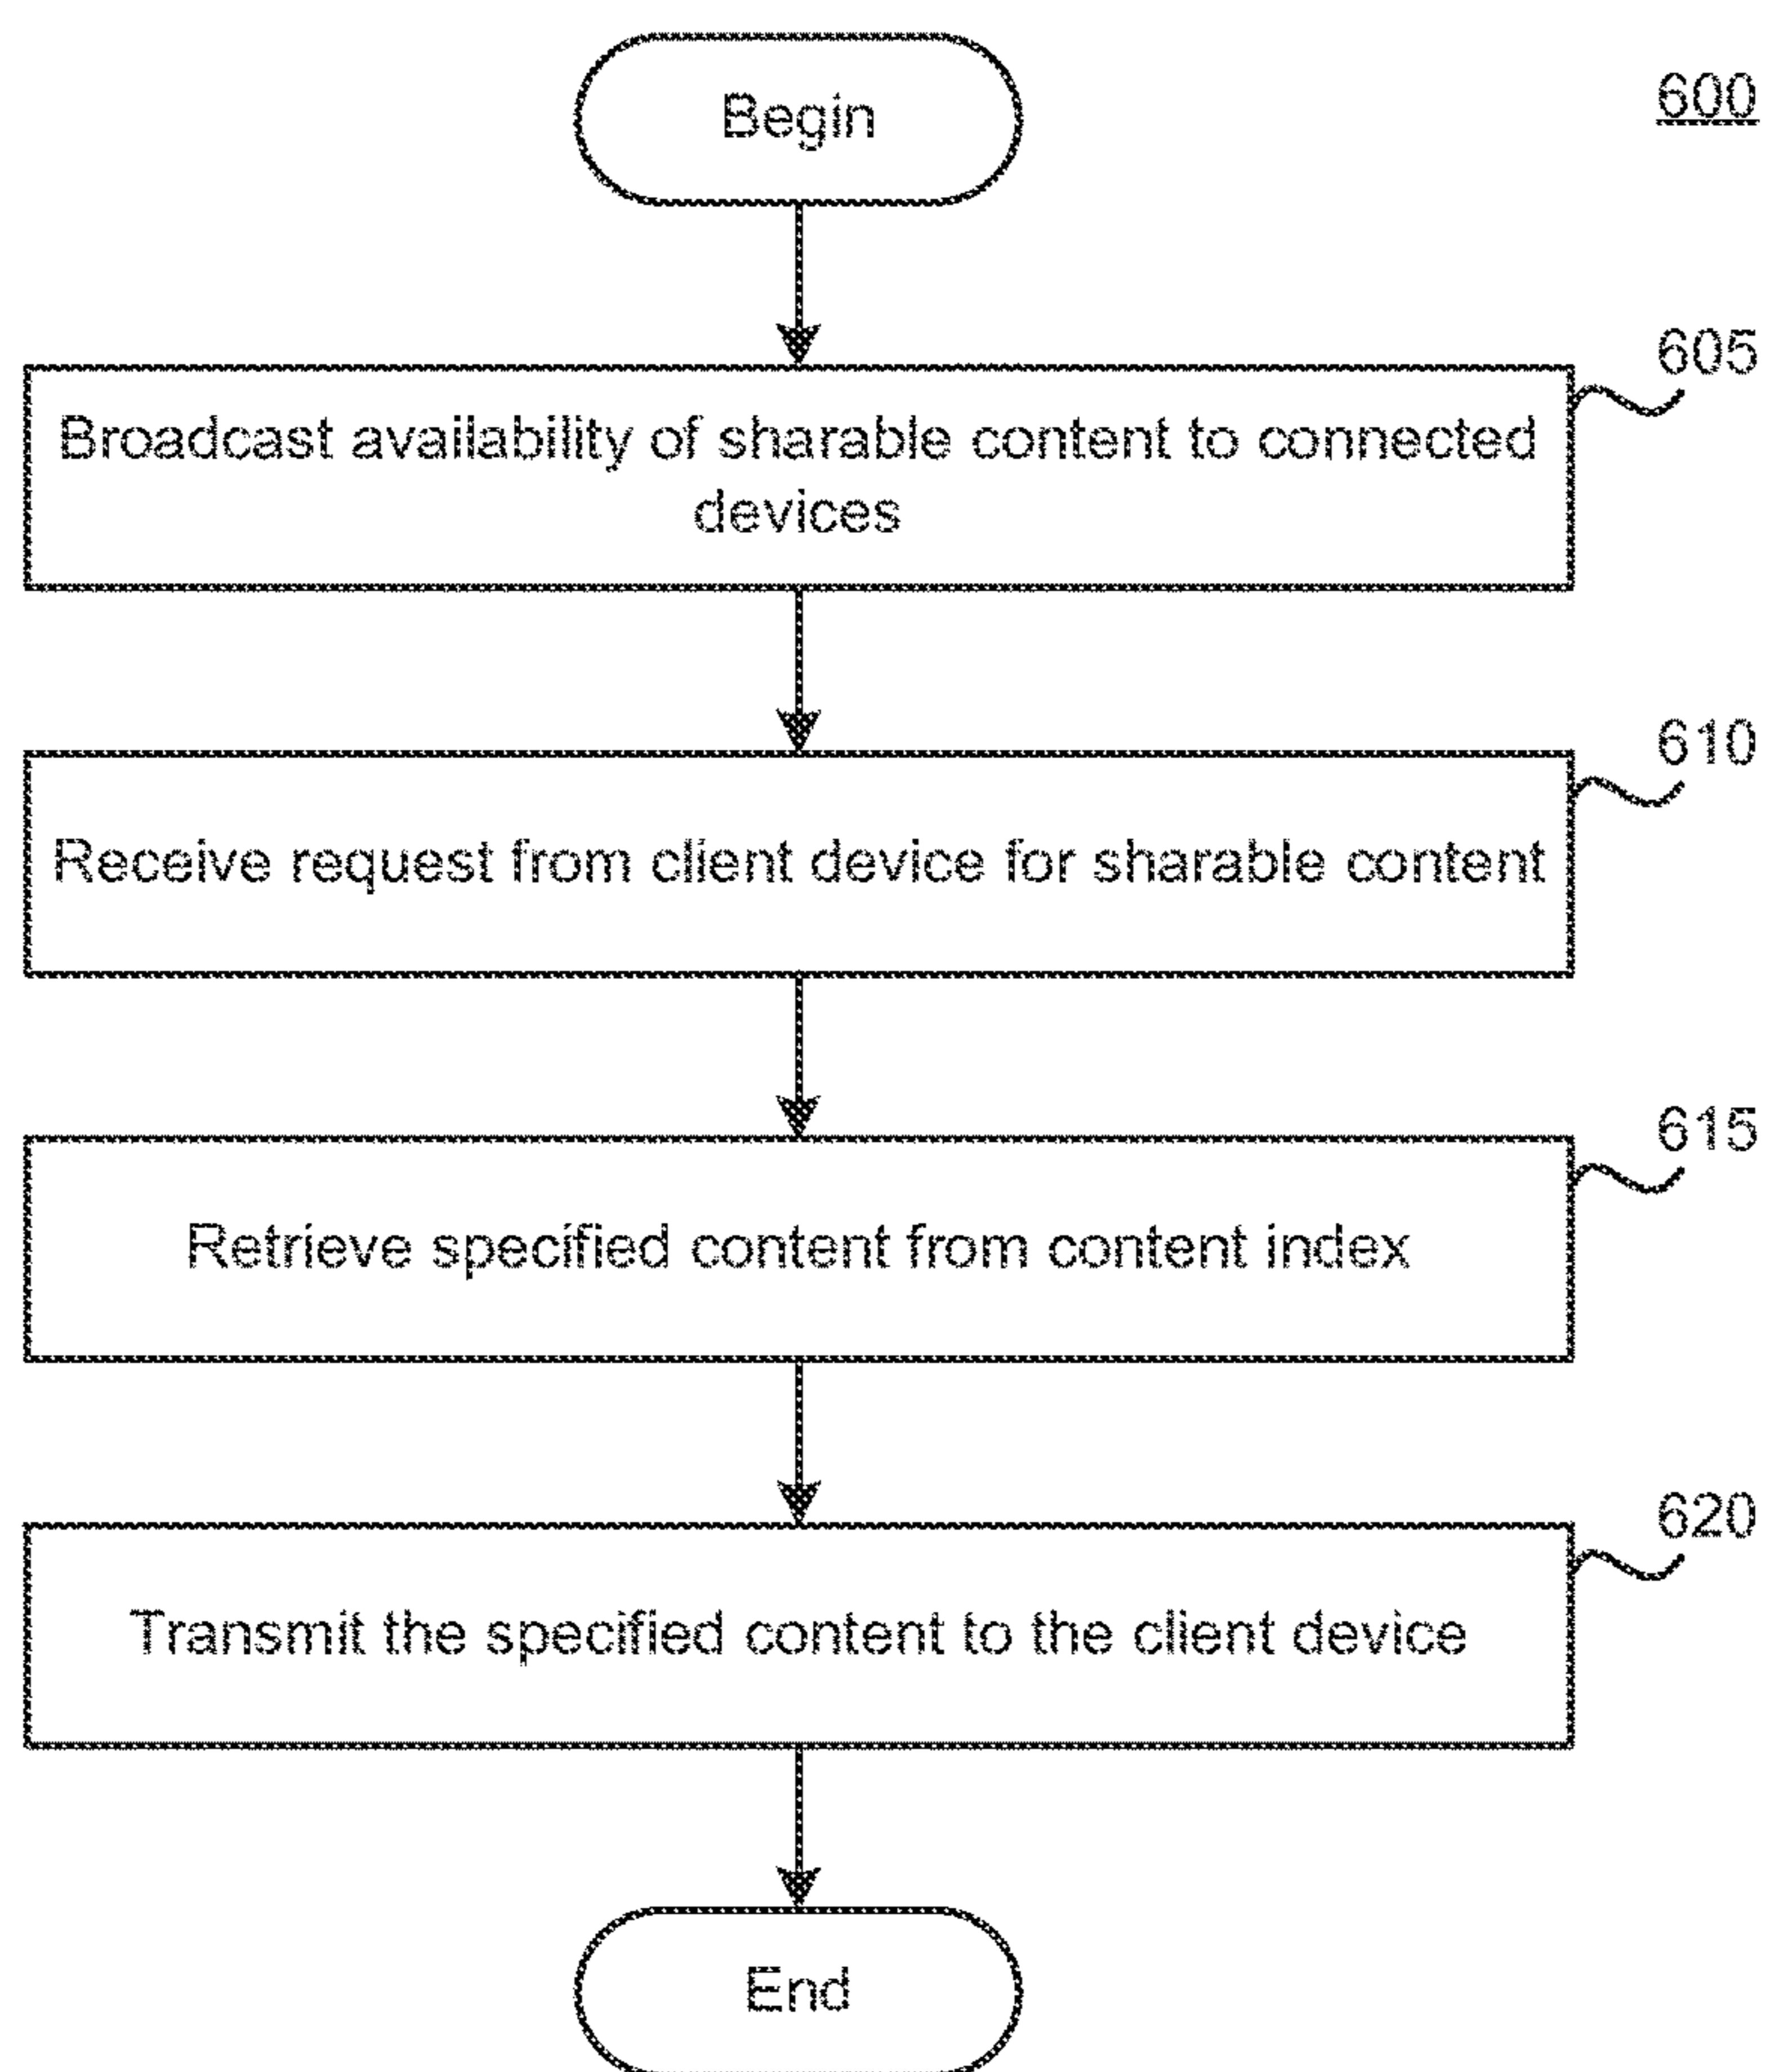 Begin
600
605
Broadcast availability of sharable content to connected
devices
610
Receive request from client device for sharable content
615
Retrieve specified content from content index
620
Transmit the specified content to the client device
End